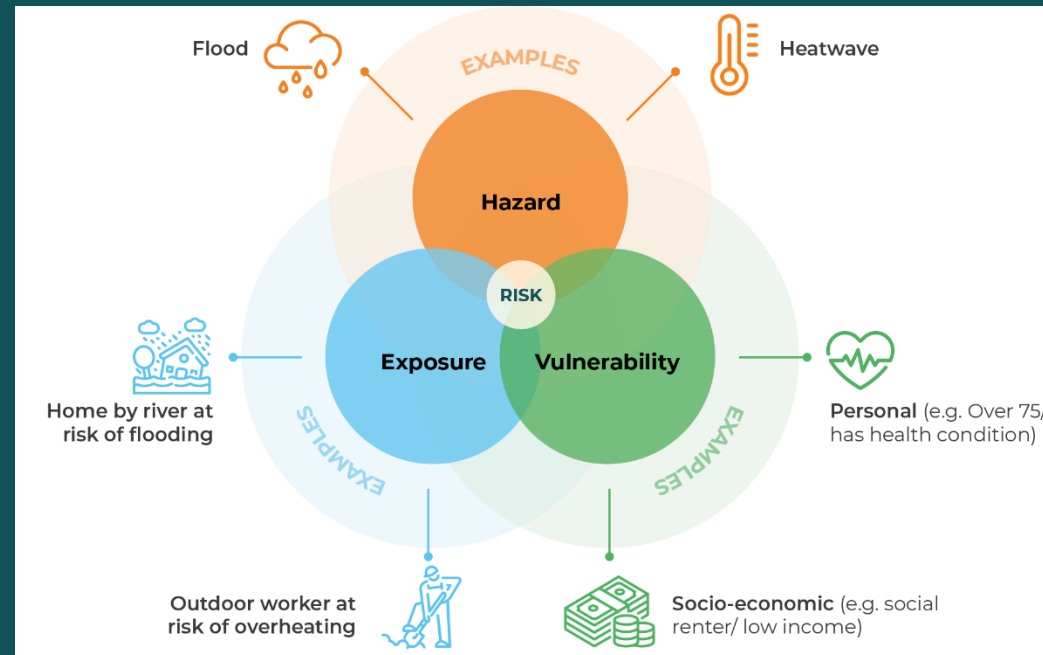 Flood
EXAMPLES
Heatwave
Hazard
RISK
Exposure
Vulnerability
Home by river at
risk of flooding
EXAMPLES
EXAMPLES
Personal (e.g. Over 75/
has health condition)
Outdoor worker at
risk of overheating
Socio-economic (e.g. social
renter/ low income)